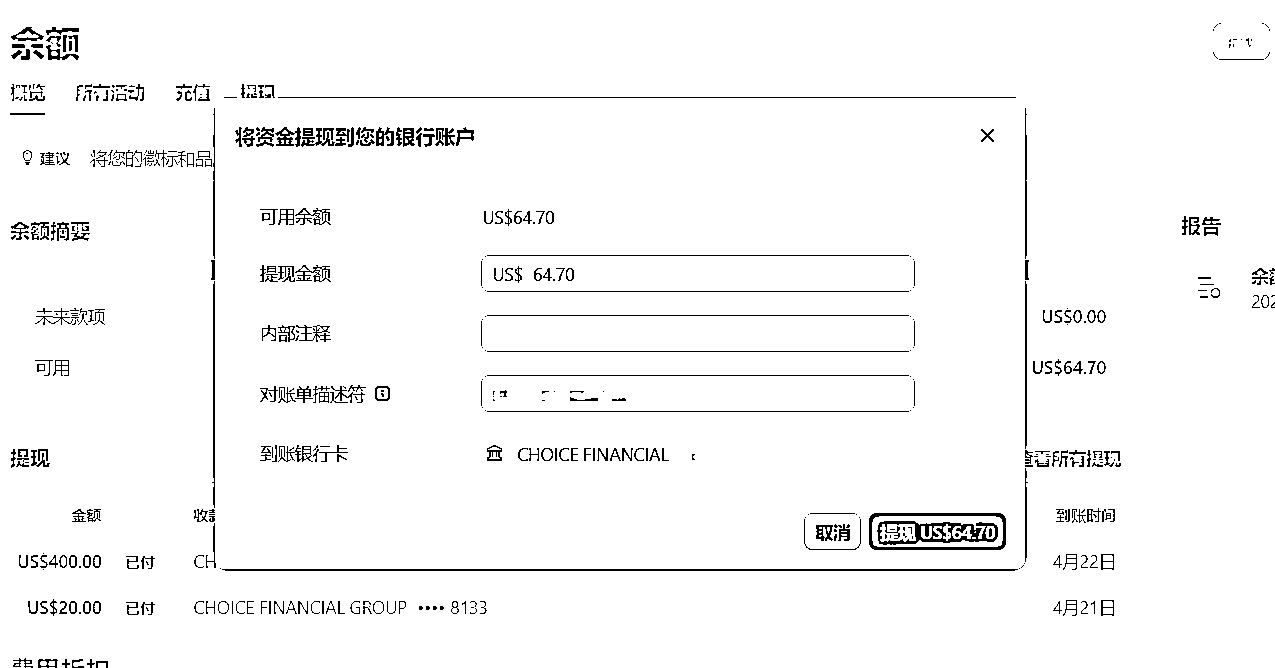 余额
概览 所有活动 充值 提现
将资金提现到您的银行账户
建议 将您的徽标和品
可用余额 US$64.70
余额摘要
报告
提现金额 US$ 64.70
余额
202
未来款项 US$0.00
内部注释
可用 US$64.70
对账单描述符
到账银行卡 CHOICE FINANCIAL
提现 查看所有提现
金额 收款 到账时间
取消 提现 US$64.70
US$400.00 已付 CH 4月22日
US$20.00 已付 CHOICE FINANCIAL GROUP •••• 8133 4月21日